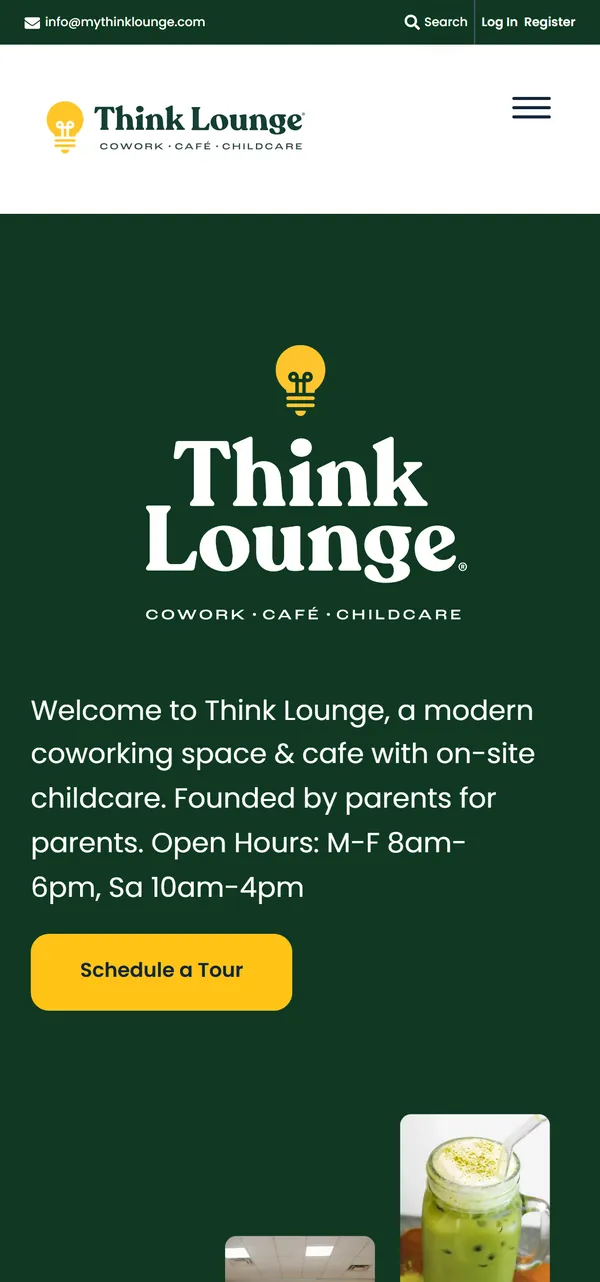 info@mythinklounge.com Search Log In Register
Think Lounge®
COWORK · CAFÉ · CHILDCARE
Think
Lounge®
COWORK · CAFÉ · CHILDCARE
Welcome to Think Lounge, a modern
coworking space & cafe with on-site
childcare. Founded by parents for
parents. Open Hours: M-F 8am-
6pm, Sa 10am-4pm
Schedule a Tour